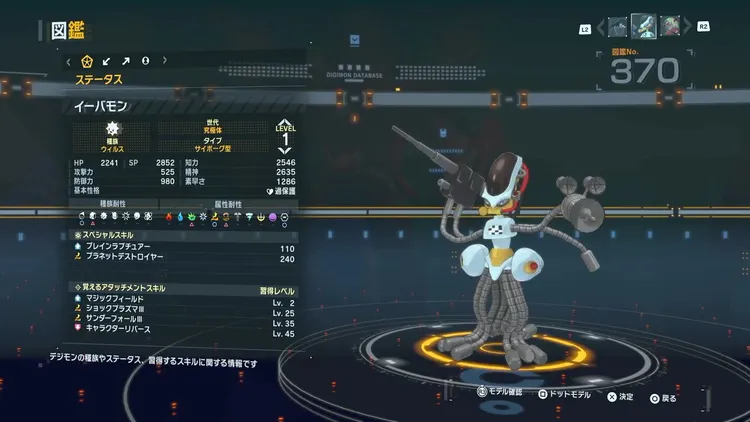 図鑑
L2
R2
図鑑No.
370
DIGIMON DATABASE
ステータス
イーバモン
種族
ウィルス
世代
究極体
タイプ
サイボーグ型
LEVEL
1
HP 2241 SP 2852 知力 2546
攻撃力 525 精神 2635
防御力 980 素早さ 1286
基本性格 過保護
種族耐性 属性耐性
スペシャルスキル
ブレインラプチュアー 110
プラネットデストロイヤー 240
覚えるアタッチメントスキル 習得レベル
マジックフィールド Lv. 2
ショックプラズマⅢ Lv. 25
サンダーフォールⅢ Lv. 35
キャラクターリバース Lv. 45
デジモンの種族やステータス、習得するスキルに関する情報です
モデル確認 ドットモデル 決定 戻る